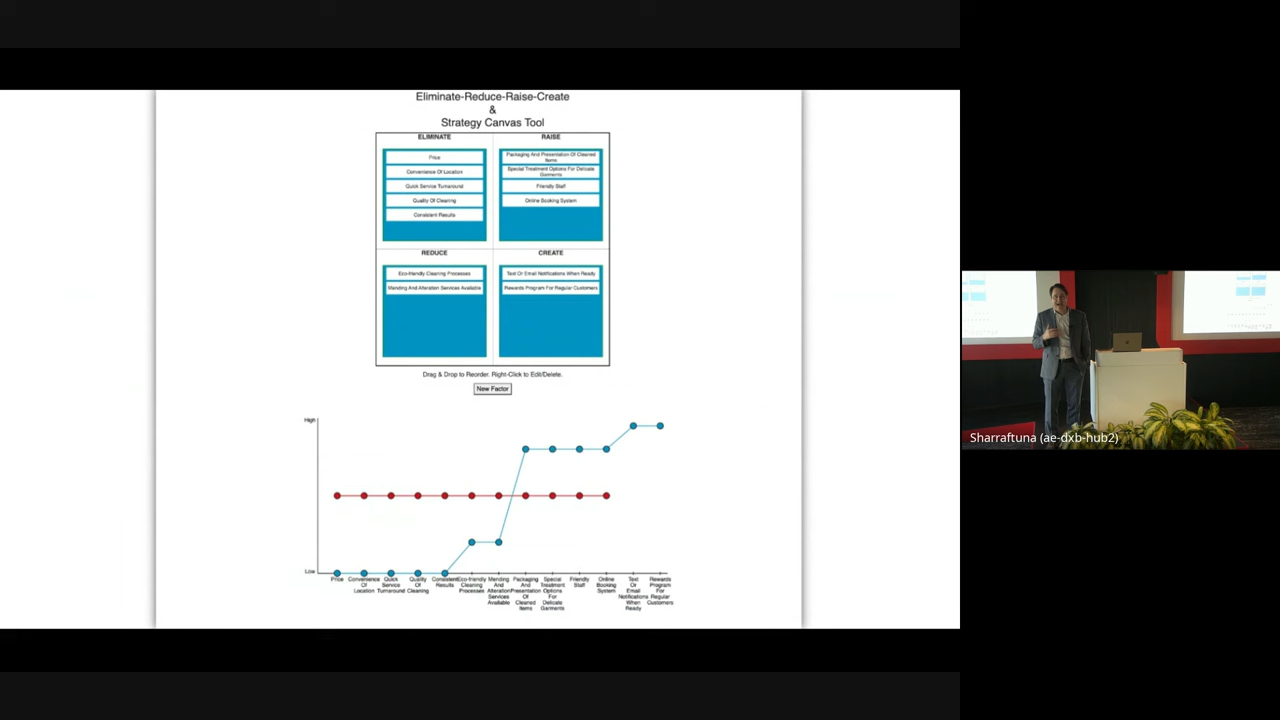 Eliminate-Reduce-Raise-Create
&
Strategy Canvas Tool
ELIMINATE
Price
Convenience Of Location
Quick Service Turnaround
Quality Of Cleaning
Consistent Results
RAISE
Packaging And Presentation Of Cleaned
Items
Special Treatment Options For Delicate
Garments
Friendly Staff
Online Booking System
REDUCE
Eco-friendly Cleaning Processes
Mending And Alteration Services Available
CREATE
Text Or Email Notifications When Ready
Rewards Program For Regular Customers
Drag & Drop to Reorder. Right-Click to Edit/Delete.
New Factor
High
Low
Price
Convenience
Of
Location
Quick
Service
Turnaround
Quality
Of
Cleaning
Consistent
Results
Eco-friendly
Cleaning
Processes
Mending
And
Alteration
Services
Available
Packaging
And
Presentation
Of
Cleaned
Items
Special
Treatment
Options
For
Delicate
Garments
Friendly
Staff
Online
Booking
System
Text
Or
Email
Notifications
When
Ready
Rewards
Program
For
Regular
Customers
Sharraftuna (ae-dxb-hub2)